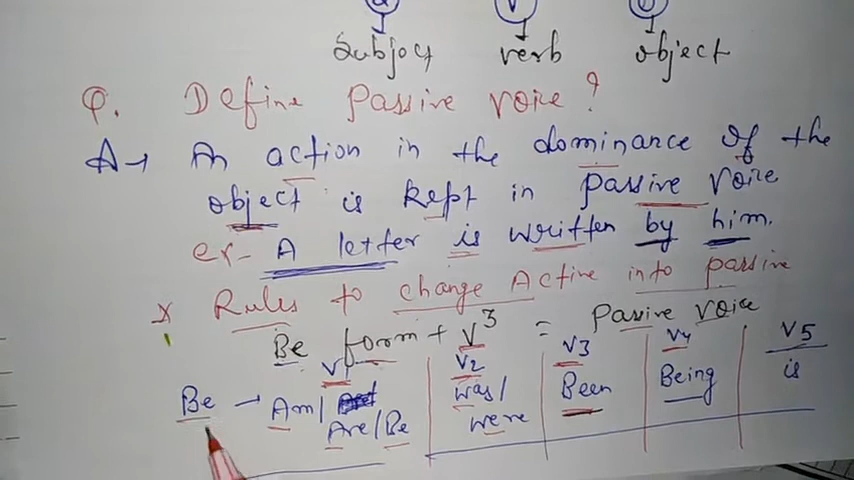 Subject verb object
Q. Define Passive voice?
A→ An action in the dominance of the
object is kept in passive voice
ex- A letter is written by him.
x Rules to change Active into passive
Be form + V3 = Passive voice
V V2 V3 V4 V5
Be → Am/ was/ Been Being is
Are/Be were